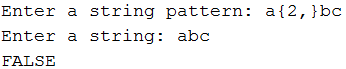 Enter a string pattern: a{2,}bc
Enter a string: abc
FALSE